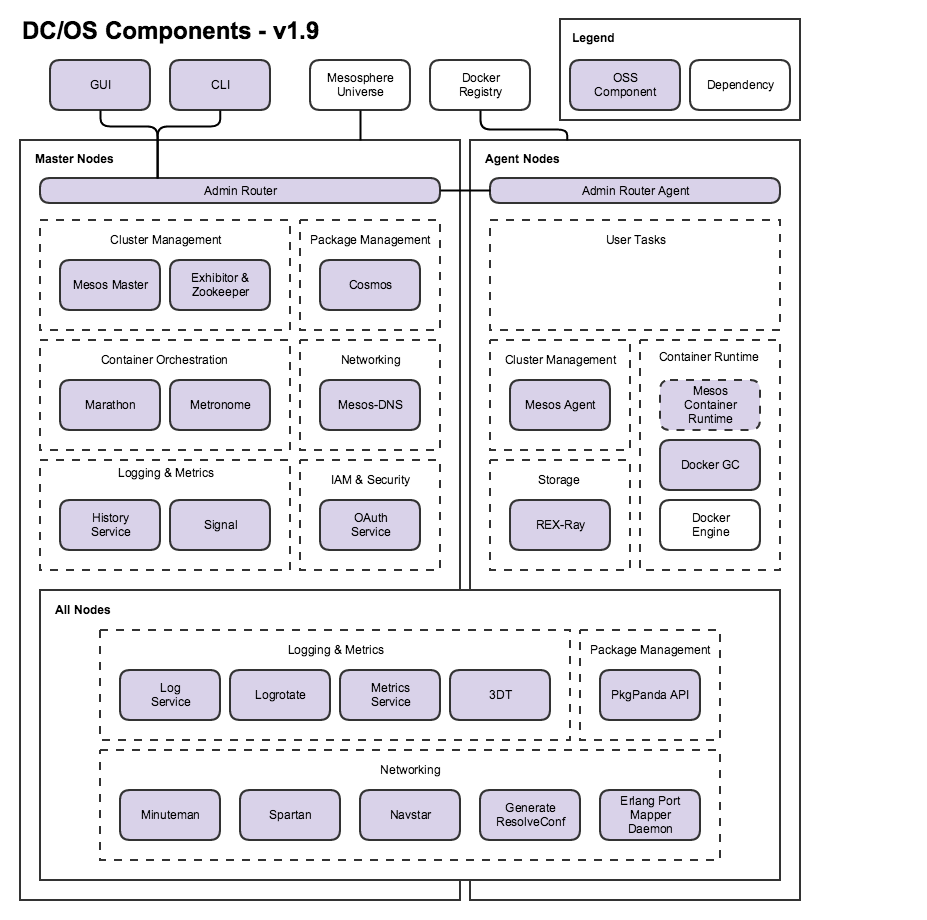 DC/OS Components - v1.9
Legend
OSS
Component
Dependency
GUI
CLI
Mesosphere
Universe
Docker
Registry
Master Nodes
Admin Router
Cluster Management
Mesos Master
Exhibitor &
Zookeeper
Package Management
Cosmos
Container Orchestration
Marathon
Metronome
Networking
Mesos-DNS
Logging & Metrics
History
Service
Signal
IAM & Security
OAuth
Service
Agent Nodes
Admin Router Agent
User Tasks
Cluster Management
Mesos Agent
Storage
REX-Ray
Container Runtime
Mesos
Container
Runtime
Docker GC
Docker
Engine
All Nodes
Logging & Metrics
Log
Service
Logrotate
Metrics
Service
3DT
Package Management
PkgPanda API
Networking
Minuteman
Spartan
Navstar
Generate
ResolveConf
Erlang Port
Mapper
Daemon